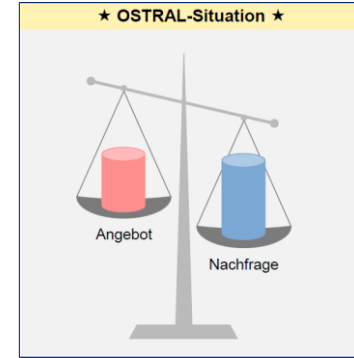 ★ OSTRAL-Situation ★
Angebot
Nachfrage